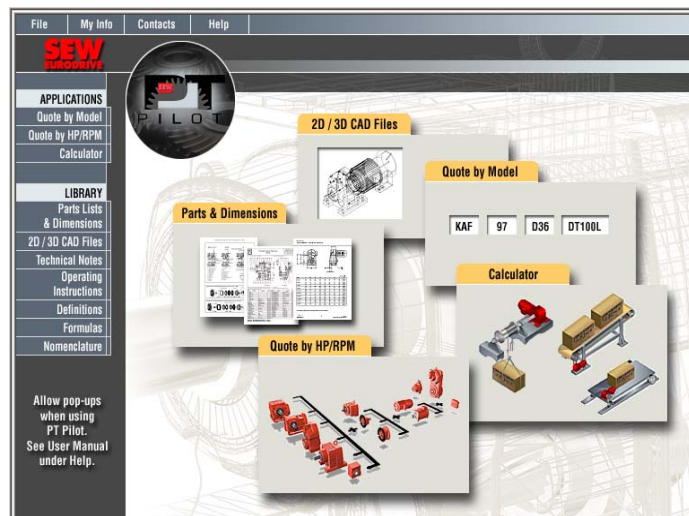 File
My Info
Contacts
Help
SEW
EURODRIVE
PT
PILOT
APPLICATIONS
Quote by Model
Quote by HP/RPM
Calculator
LIBRARY
Parts Lists
& Dimensions
2D / 3D CAD Files
Technical Notes
Operating
Instructions
Definitions
Formulas
Nomenclature
Allow pop-ups
when using
PT Pilot.
See User Manual
under Help.
2D / 3D CAD Files
Quote by Model
KAF 97 D36 DT100L
Parts & Dimensions
Calculator
Quote by HP/RPM